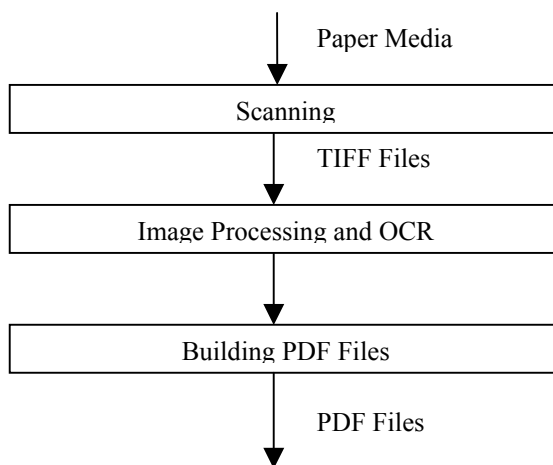 Paper Media
Scanning
TIFF Files
Image Processing and OCR
Building PDF Files
PDF Files